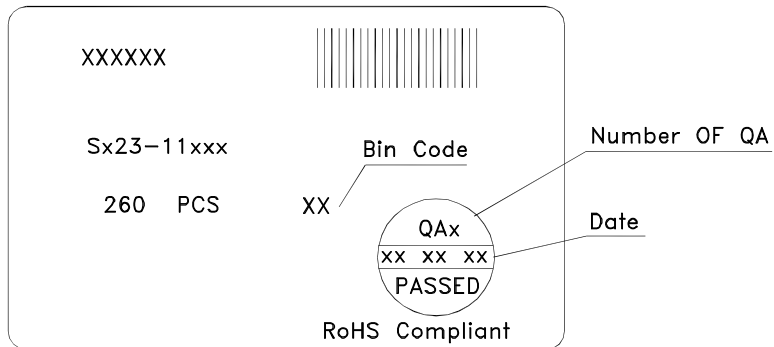 XXXXXX
Sx23-11xxx
Bin Code
Number OF QA
260 PCS
XX
QAx
Date
xx xx xx
PASSED
RoHS Compliant